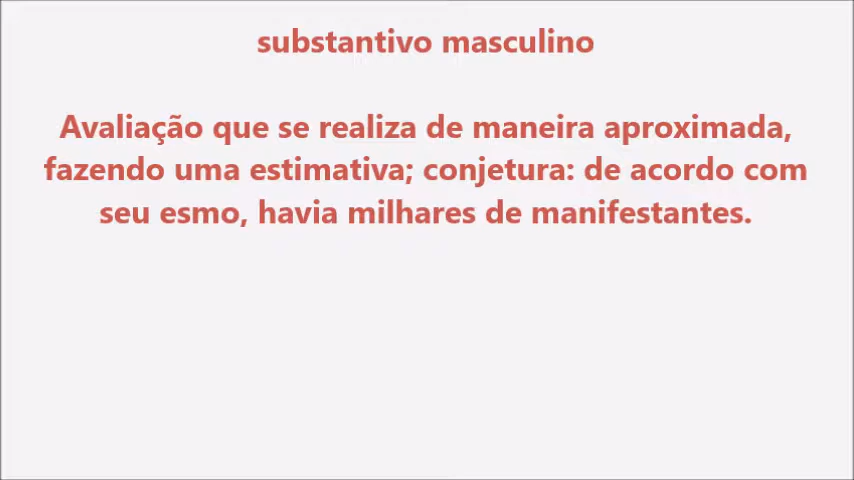 substantivo masculino
Avaliação que se realiza de maneira aproximada,
fazendo uma estimativa; conjetura: de acordo com
seu esmo, havia milhares de manifestantes.